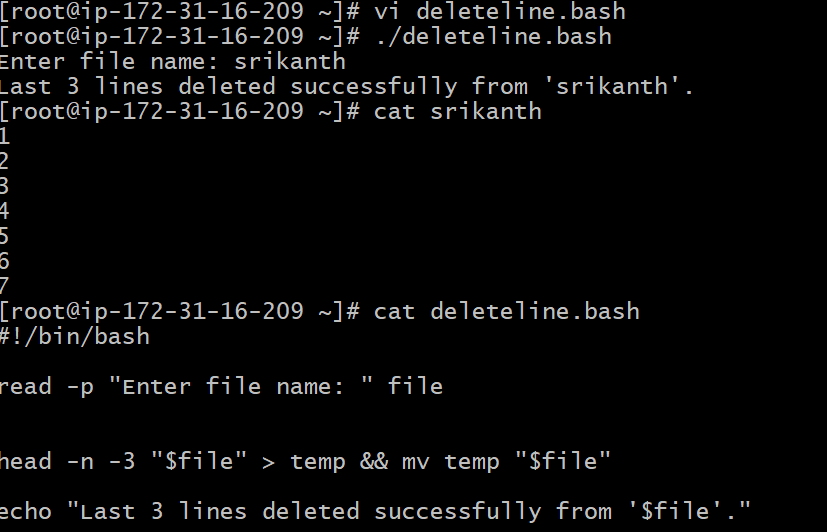 [root@ip-172-31-16-209 ~]# vi deleteline.bash
[root@ip-172-31-16-209 ~]# ./deleteline.bash
Enter file name: srikanth
Last 3 lines deleted successfully from 'srikanth'.
[root@ip-172-31-16-209 ~]# cat srikanth
1
2
3
4
5
6
7
[root@ip-172-31-16-209 ~]# cat deleteline.bash
#!/bin/bash
read -p "Enter file name: " file
head -n -3 "$file" > temp && mv temp "$file"
echo "Last 3 lines deleted successfully from '$file'."